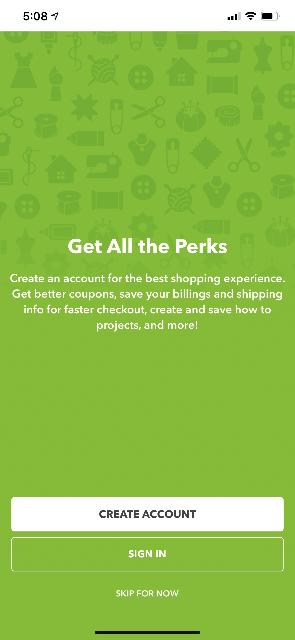 5:08
Get All the Perks
Create an account for the best shopping experience.
Get better coupons, save your billings and shipping
info for faster checkout, create and save how to
projects, and more!
CREATE ACCOUNT
SIGN IN
SKIP FOR NOW